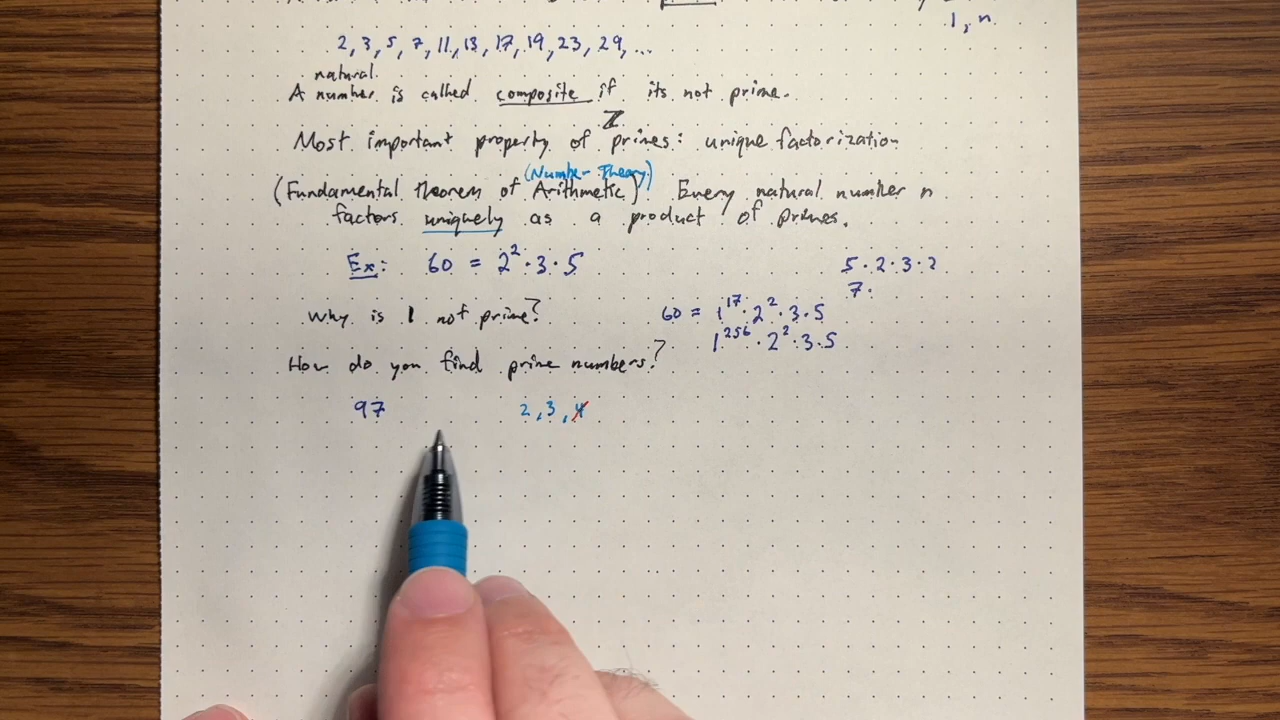 1, n
2, 3, 5, 7, 11, 13, 17, 19, 23, 29, ...
natural
A number is called composite if its not prime.
ℤ
Most important property of primes: unique factorization
(Number Theory)
(Fundamental theorem of Arithmetic) Every natural number n
factors uniquely as a product of primes.
Ex: 60 = 2² · 3 · 5
5 · 2 · 3 · 2
7 ·
Why is 1 not prime?
60 = 1¹⁷ · 2² · 3 · 5
1²⁵⁶ · 2² · 3 · 5
How do you find prime numbers?
97
2, 3, 4